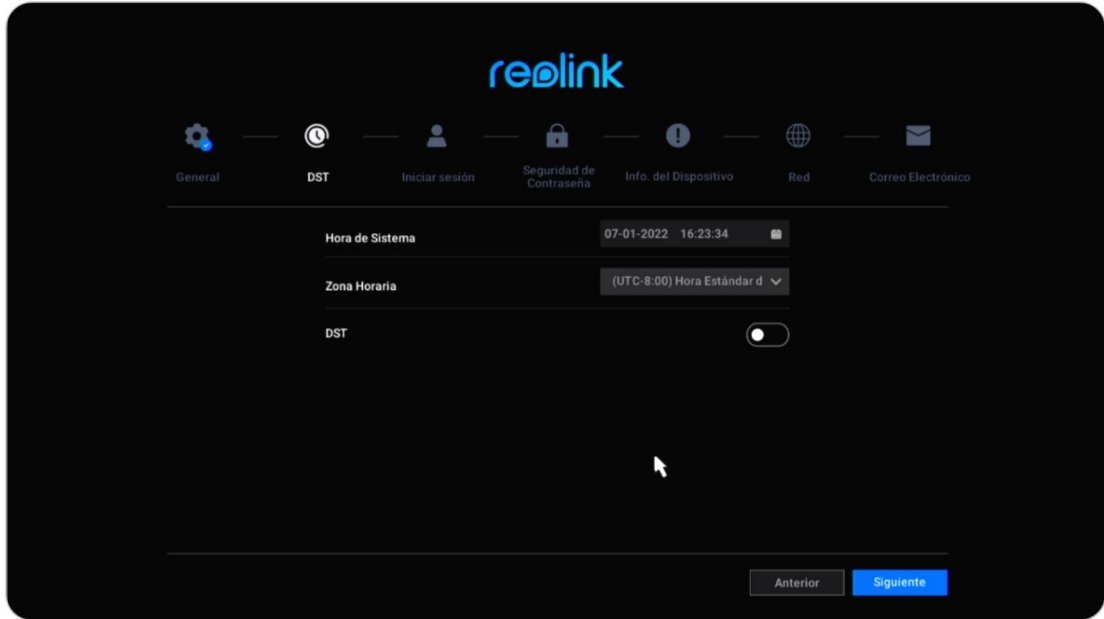 reolink
General
DST
Iniciar sesión
Seguridad de
Contraseña
Info. del Dispositivo
Red
Correo Electrónico
Hora de Sistema
07-01-2022 16:23:34
Zona Horaria
(UTC-8:00) Hora Estándar d
DST
Anterior
Siguiente